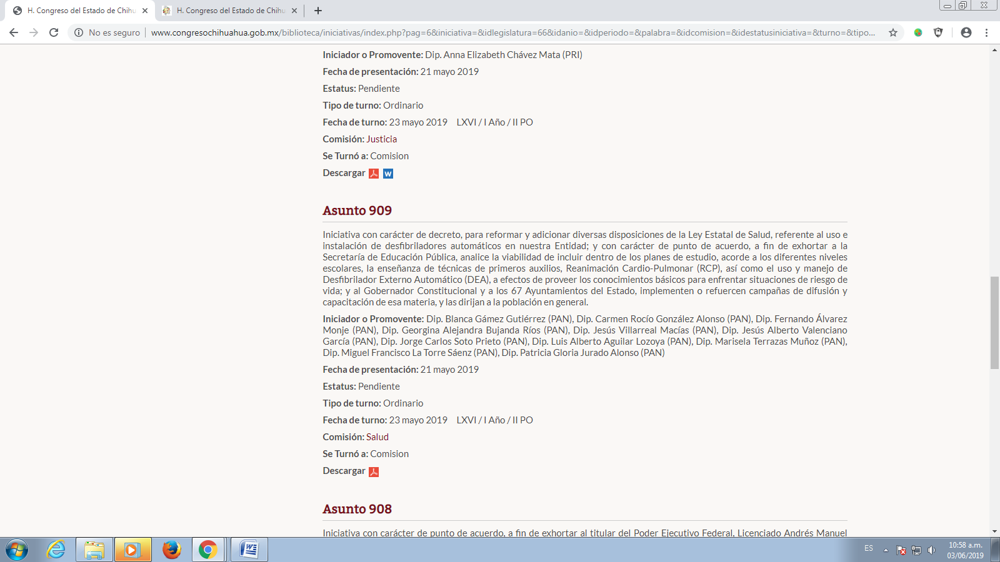 H. Congreso del Estado de Chihu
H. Congreso del Estado de Chihu
No es seguro
www.congresochihuahua.gob.mx/biblioteca/iniciativas/index.php?pag=6&iniciativa=&idlegislatura=66&idanio=&idperiodo=&palabra=&idcomision=&idestatusiniciativa=&turno=&tipo...
Iniciador o Promovente: Dip. Anna Elizabeth Chávez Mata (PRI)
Fecha de presentación: 21 mayo 2019
Estatus: Pendiente
Tipo de turno: Ordinario
Fecha de turno: 23 mayo 2019 LXVI / I Año / II PO
Comisión: Justicia
Se Turnó a: Comision
Descargar
Asunto 909
Iniciativa con carácter de decreto, para reformar y adicionar diversas disposiciones de la Ley Estatal de Salud, referente al uso e
instalación de desfibriladores automáticos en nuestra Entidad; y con carácter de punto de acuerdo, a fin de exhortar a la
Secretaría de Educación Pública, analice la viabilidad de incluir dentro de los planes de estudio, acorde a los diferentes niveles
escolares, la enseñanza de técnicas de primeros auxilios, Reanimación Cardio-Pulmonar (RCP), así como el uso y manejo de
Desfibrilador Externo Automático (DEA), a efectos de proveer los conocimientos básicos para enfrentar situaciones de riesgo de
vida; y al Gobernador Constitucional y a los 67 Ayuntamientos del Estado, implementen o refuercen campañas de difusión y
capacitación de esa materia, y las dirijan a la población en general.
Iniciador o Promovente: Dip. Blanca Gámez Gutiérrez (PAN), Dip. Carmen Rocío González Alonso (PAN), Dip. Fernando Álvarez
Monje (PAN), Dip. Georgina Alejandra Bujanda Ríos (PAN), Dip. Jesús Villarreal Macías (PAN), Dip. Jesús Alberto Valenciano
García (PAN), Dip. Jorge Carlos Soto Prieto (PAN), Dip. Luis Alberto Aguilar Lozoya (PAN), Dip. Marisela Terrazas Muñoz (PAN),
Dip. Miguel Francisco La Torre Sáenz (PAN), Dip. Patricia Gloria Jurado Alonso (PAN)
Fecha de presentación: 21 mayo 2019
Estatus: Pendiente
Tipo de turno: Ordinario
Fecha de turno: 23 mayo 2019 LXVI / I Año / II PO
Comisión: Salud
Se Turnó a: Comision
Descargar
Asunto 908
Iniciativa con carácter de punto de acuerdo, a fin de exhortar al titular del Poder Ejecutivo Federal, Licenciado Andrés Manuel
ES
10:58 a.m.
03/06/2019